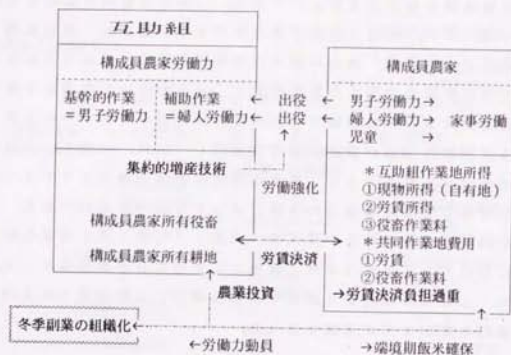 互助組
構成員農家労働力
基幹的作業 補助作業 ← 出役 ← 男子労働力→
＝男子労働力 ＝婦人労働力 ← 出役 ← 婦人労働力→ 家事労働
児童
構成員農家
集約的増産技術
労働強化
＊互助組作業地所得
①現物所得（自有地）
②労賃所得
③役畜作業料
＊共同作業地費用
①労賃
②役畜作業料
→労賃決済負担過重
構成員農家所有役畜
労賃決済
構成員農家所有耕地
農業投資
冬季副業の組織化
←労働力動員
→端境期飯米確保